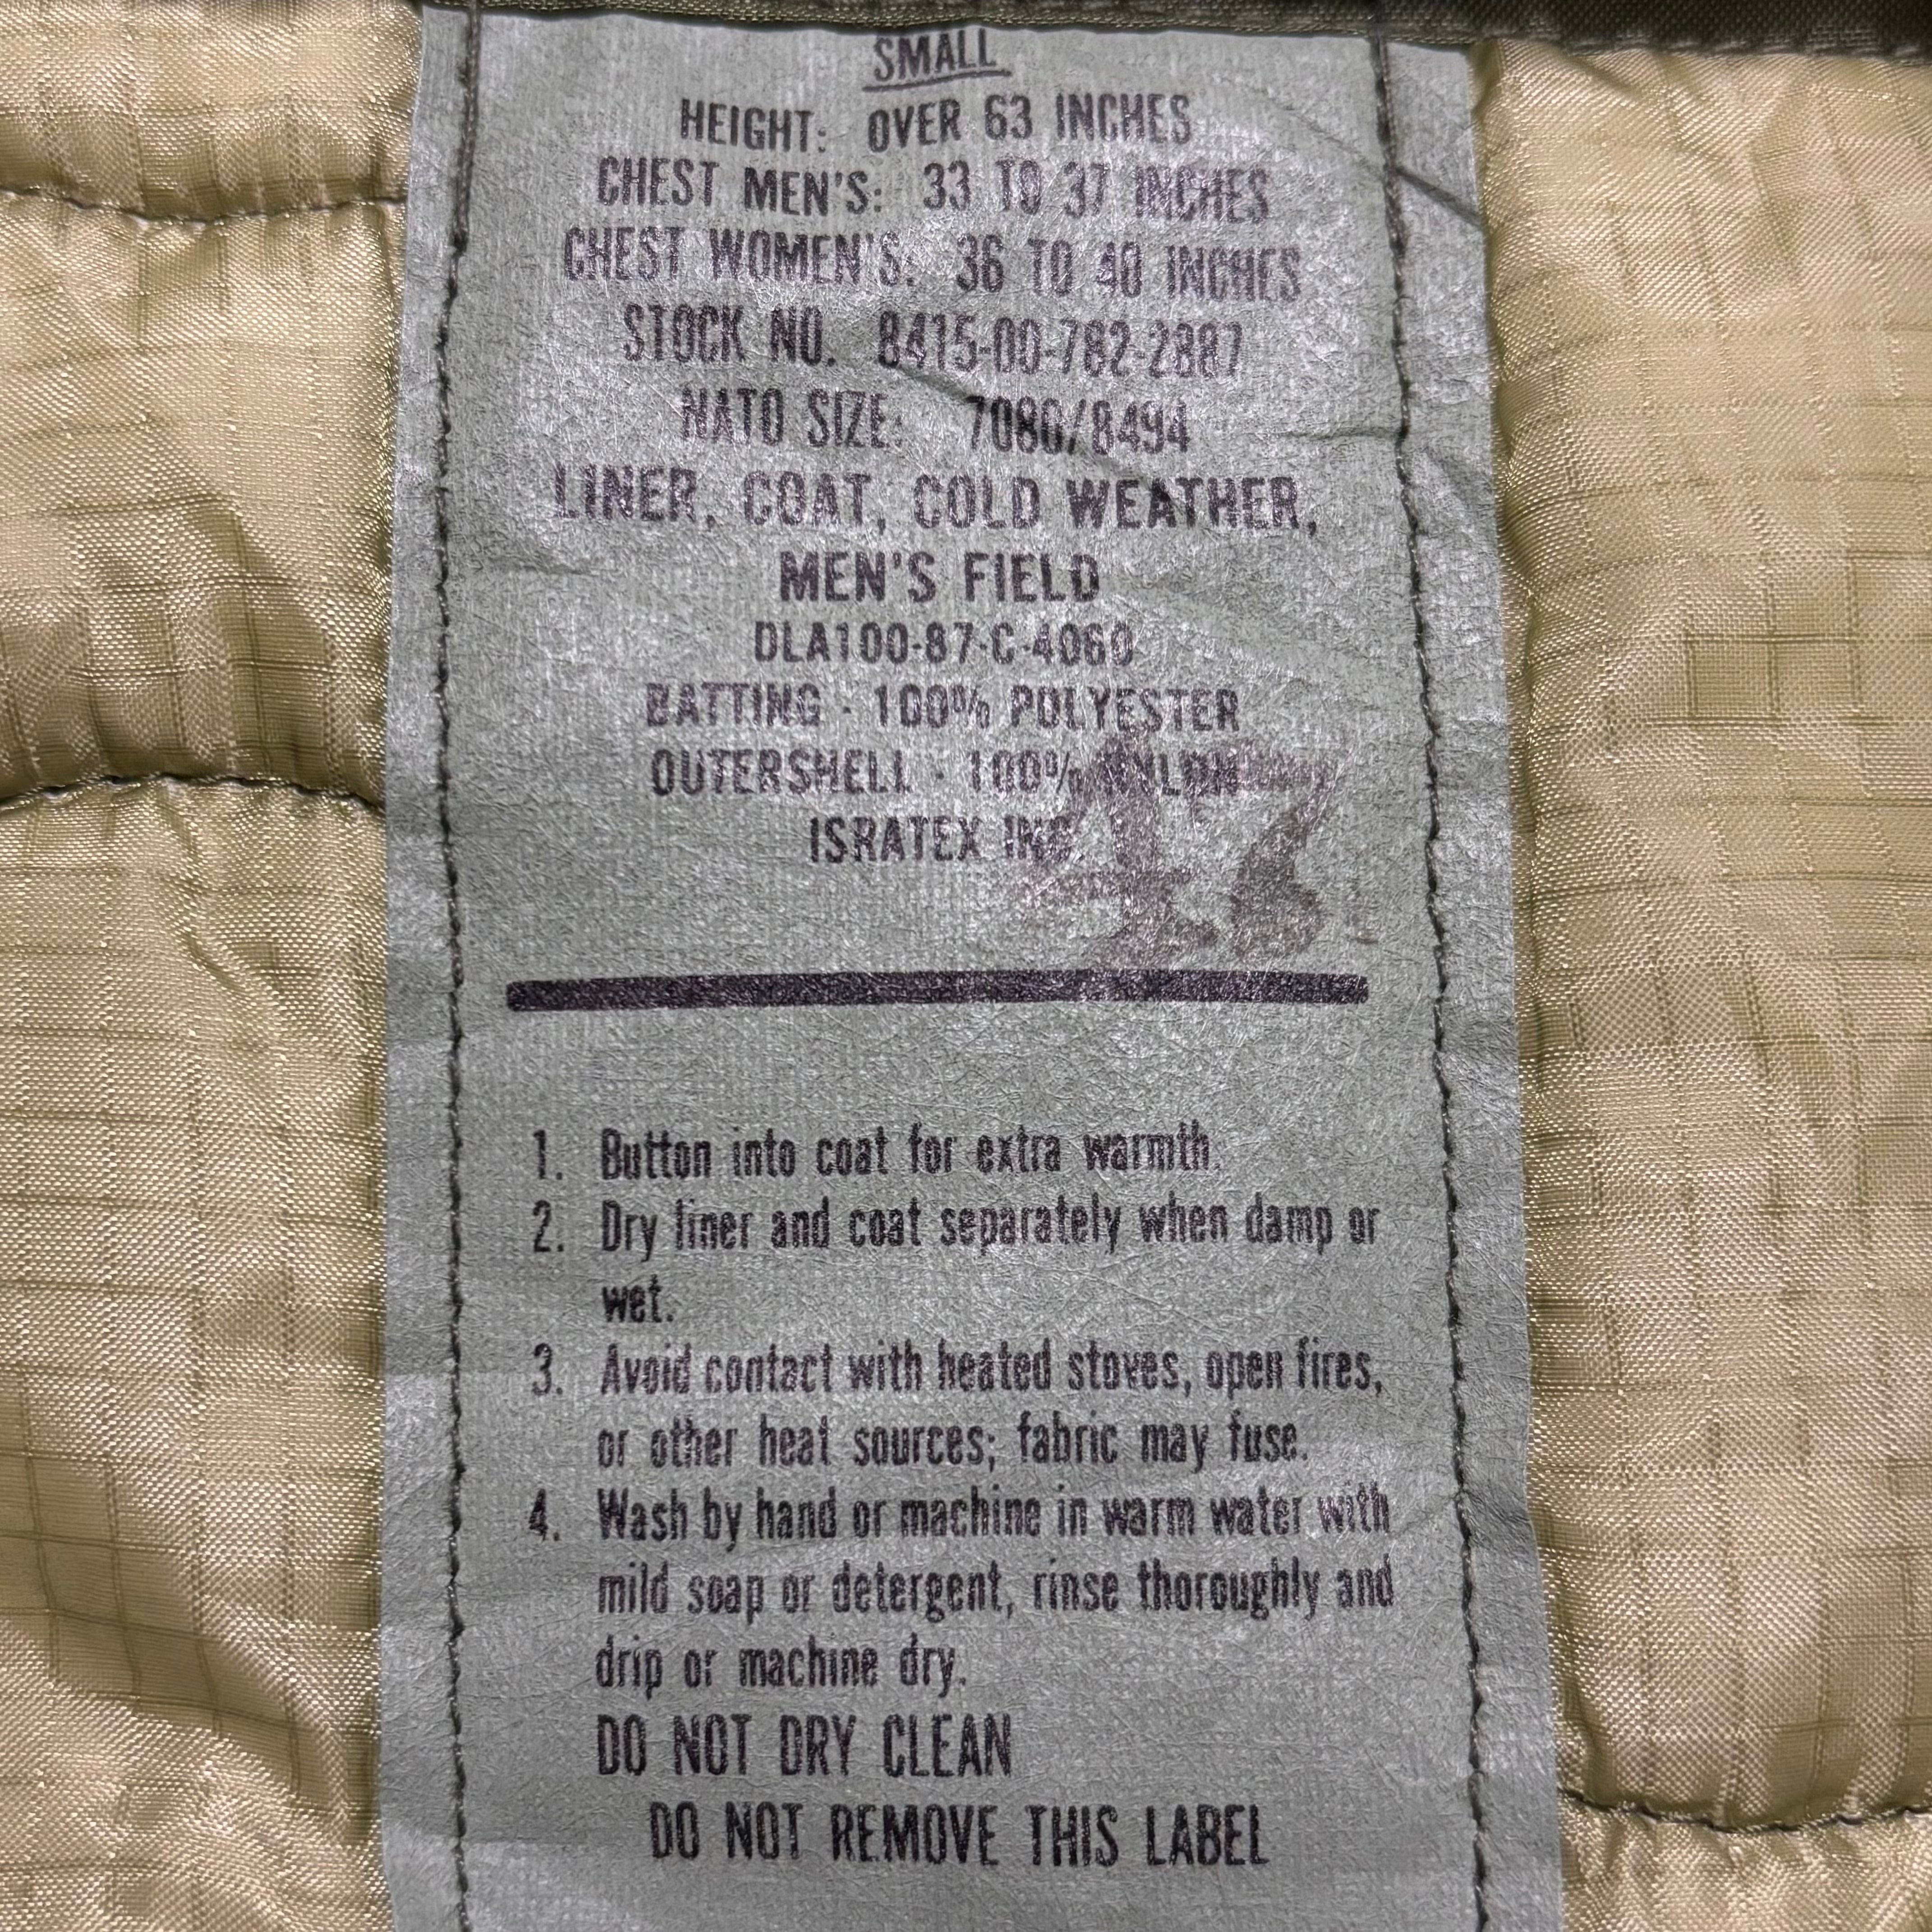 SMALL
HEIGHT: OVER 63 INCHES
CHEST MEN'S: 33 TO 37 INCHES
CHEST WOMEN'S: 36 TO 40 INCHES
STOCK NO. 8415-00-782-2887
NATO SIZE: 7080/8494
LINER, COAT, COLD WEATHER,
MEN'S FIELD
DLA100-87-C-4060
BATTING - 100% POLYESTER
OUTERSHELL - 100% NYLON
ISRATEX INC.
1. Button into coat for extra warmth.
2. Dry liner and coat separately when damp or
wet.
3. Avoid contact with heated stoves, open fires,
or other heat sources; fabric may fuse.
4. Wash by hand or machine in warm water with
mild soap or detergent, rinse thoroughly and
drip or machine dry.
DO NOT DRY CLEAN
DO NOT REMOVE THIS LABEL